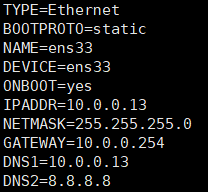 TYPE=Ethernet
BOOTPROTO=static
NAME=ens33
DEVICE=ens33
ONBOOT=yes
IPADDR=10.0.0.13
NETMASK=255.255.255.0
GATEWAY=10.0.0.254
DNS1=10.0.0.13
DNS2=8.8.8.8